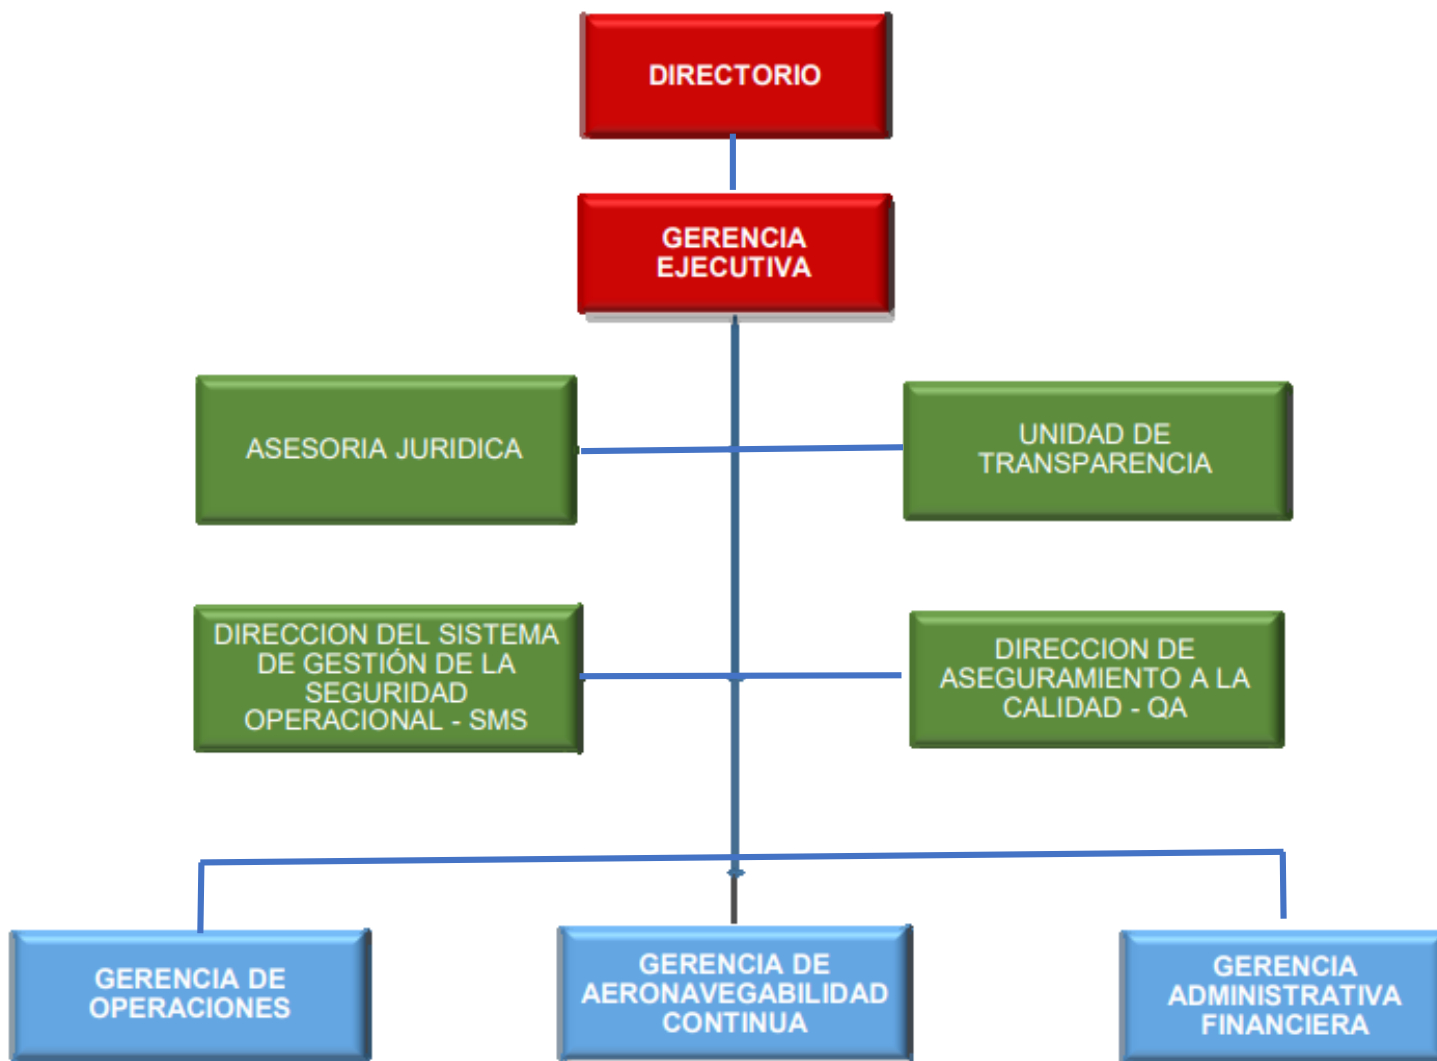 DIRECTORIO
GERENCIA
EJECUTIVA
ASESORIA JURIDICA
UNIDAD DE
TRANSPARENCIA
DIRECCION DEL SISTEMA
DE GESTIÓN DE LA
SEGURIDAD
OPERACIONAL - SMS
DIRECCION DE
ASEGURAMIENTO A LA
CALIDAD - QA
GERENCIA DE
OPERACIONES
GERENCIA DE
AERONAVEGABILIDAD
CONTINUA
GERENCIA
ADMINISTRATIVA
FINANCIERA